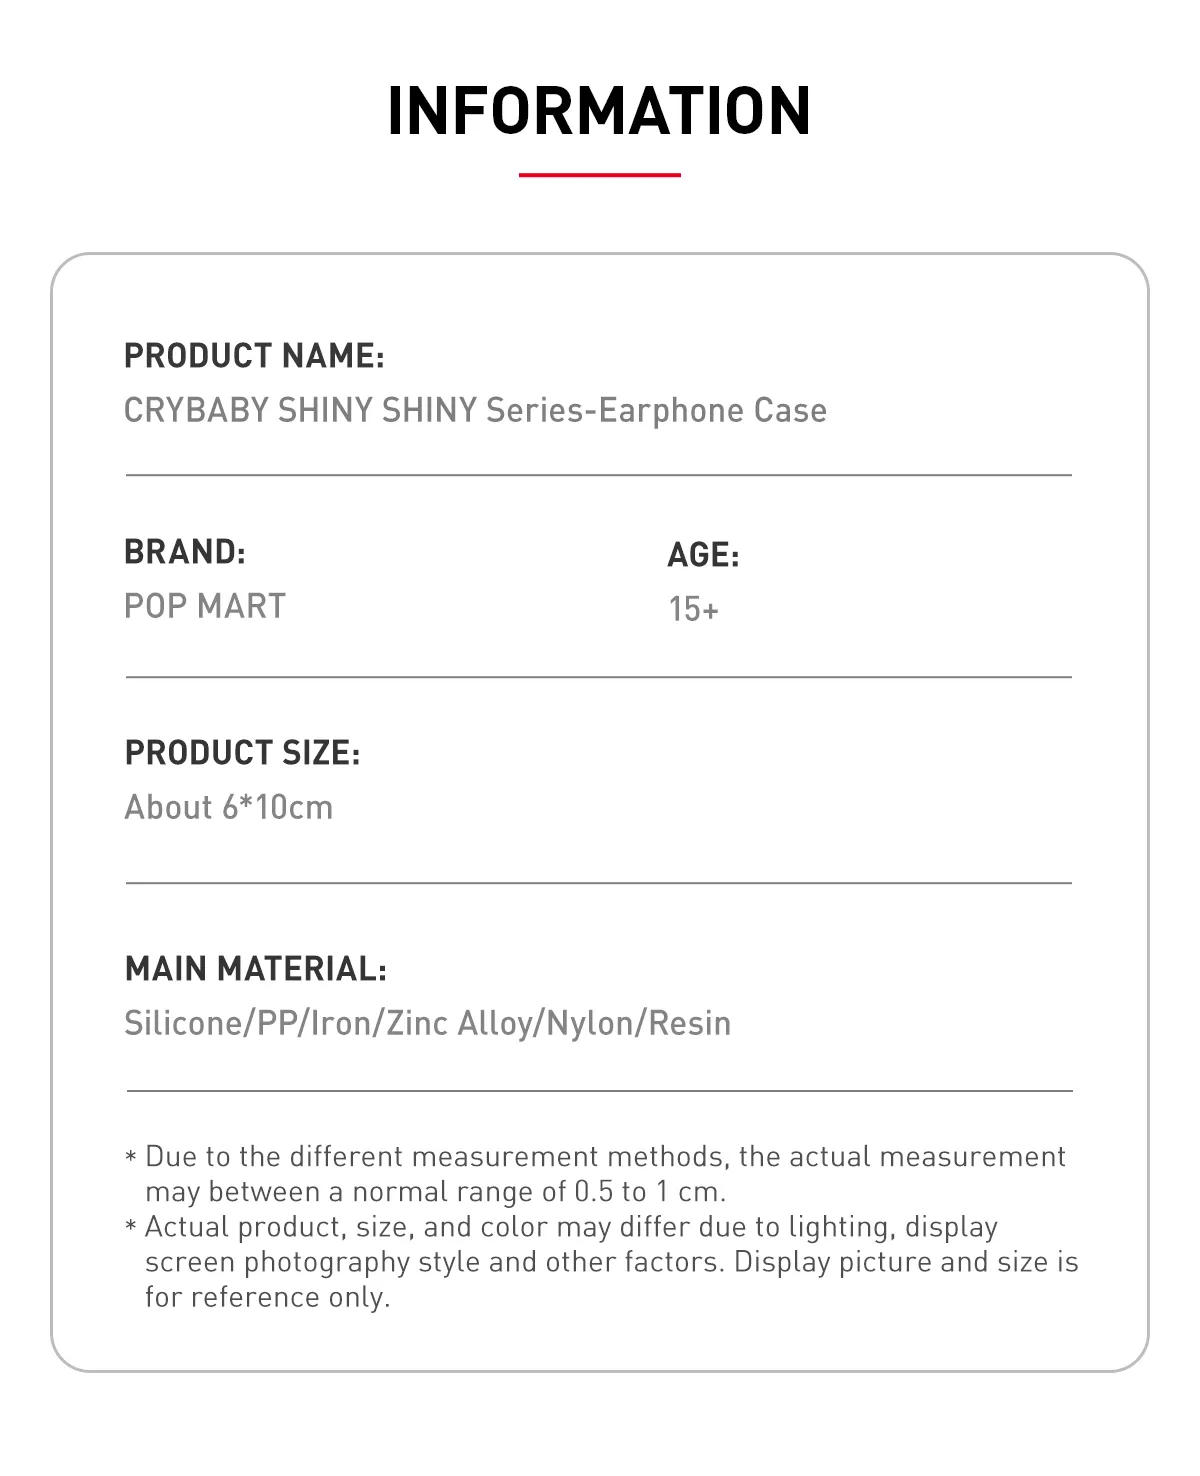 INFORMATION
PRODUCT NAME:
CRYBABY SHINY SHINY Series-Earphone Case
BRAND:
POP MART
AGE:
15+
PRODUCT SIZE:
About 6*10cm
MAIN MATERIAL:
Silicone/PP/Iron/Zinc Alloy/Nylon/Resin
* Due to the different measurement methods, the actual measurement
may between a normal range of 0.5 to 1 cm.
* Actual product, size, and color may differ due to lighting, display
screen photography style and other factors. Display picture and size is
for reference only.